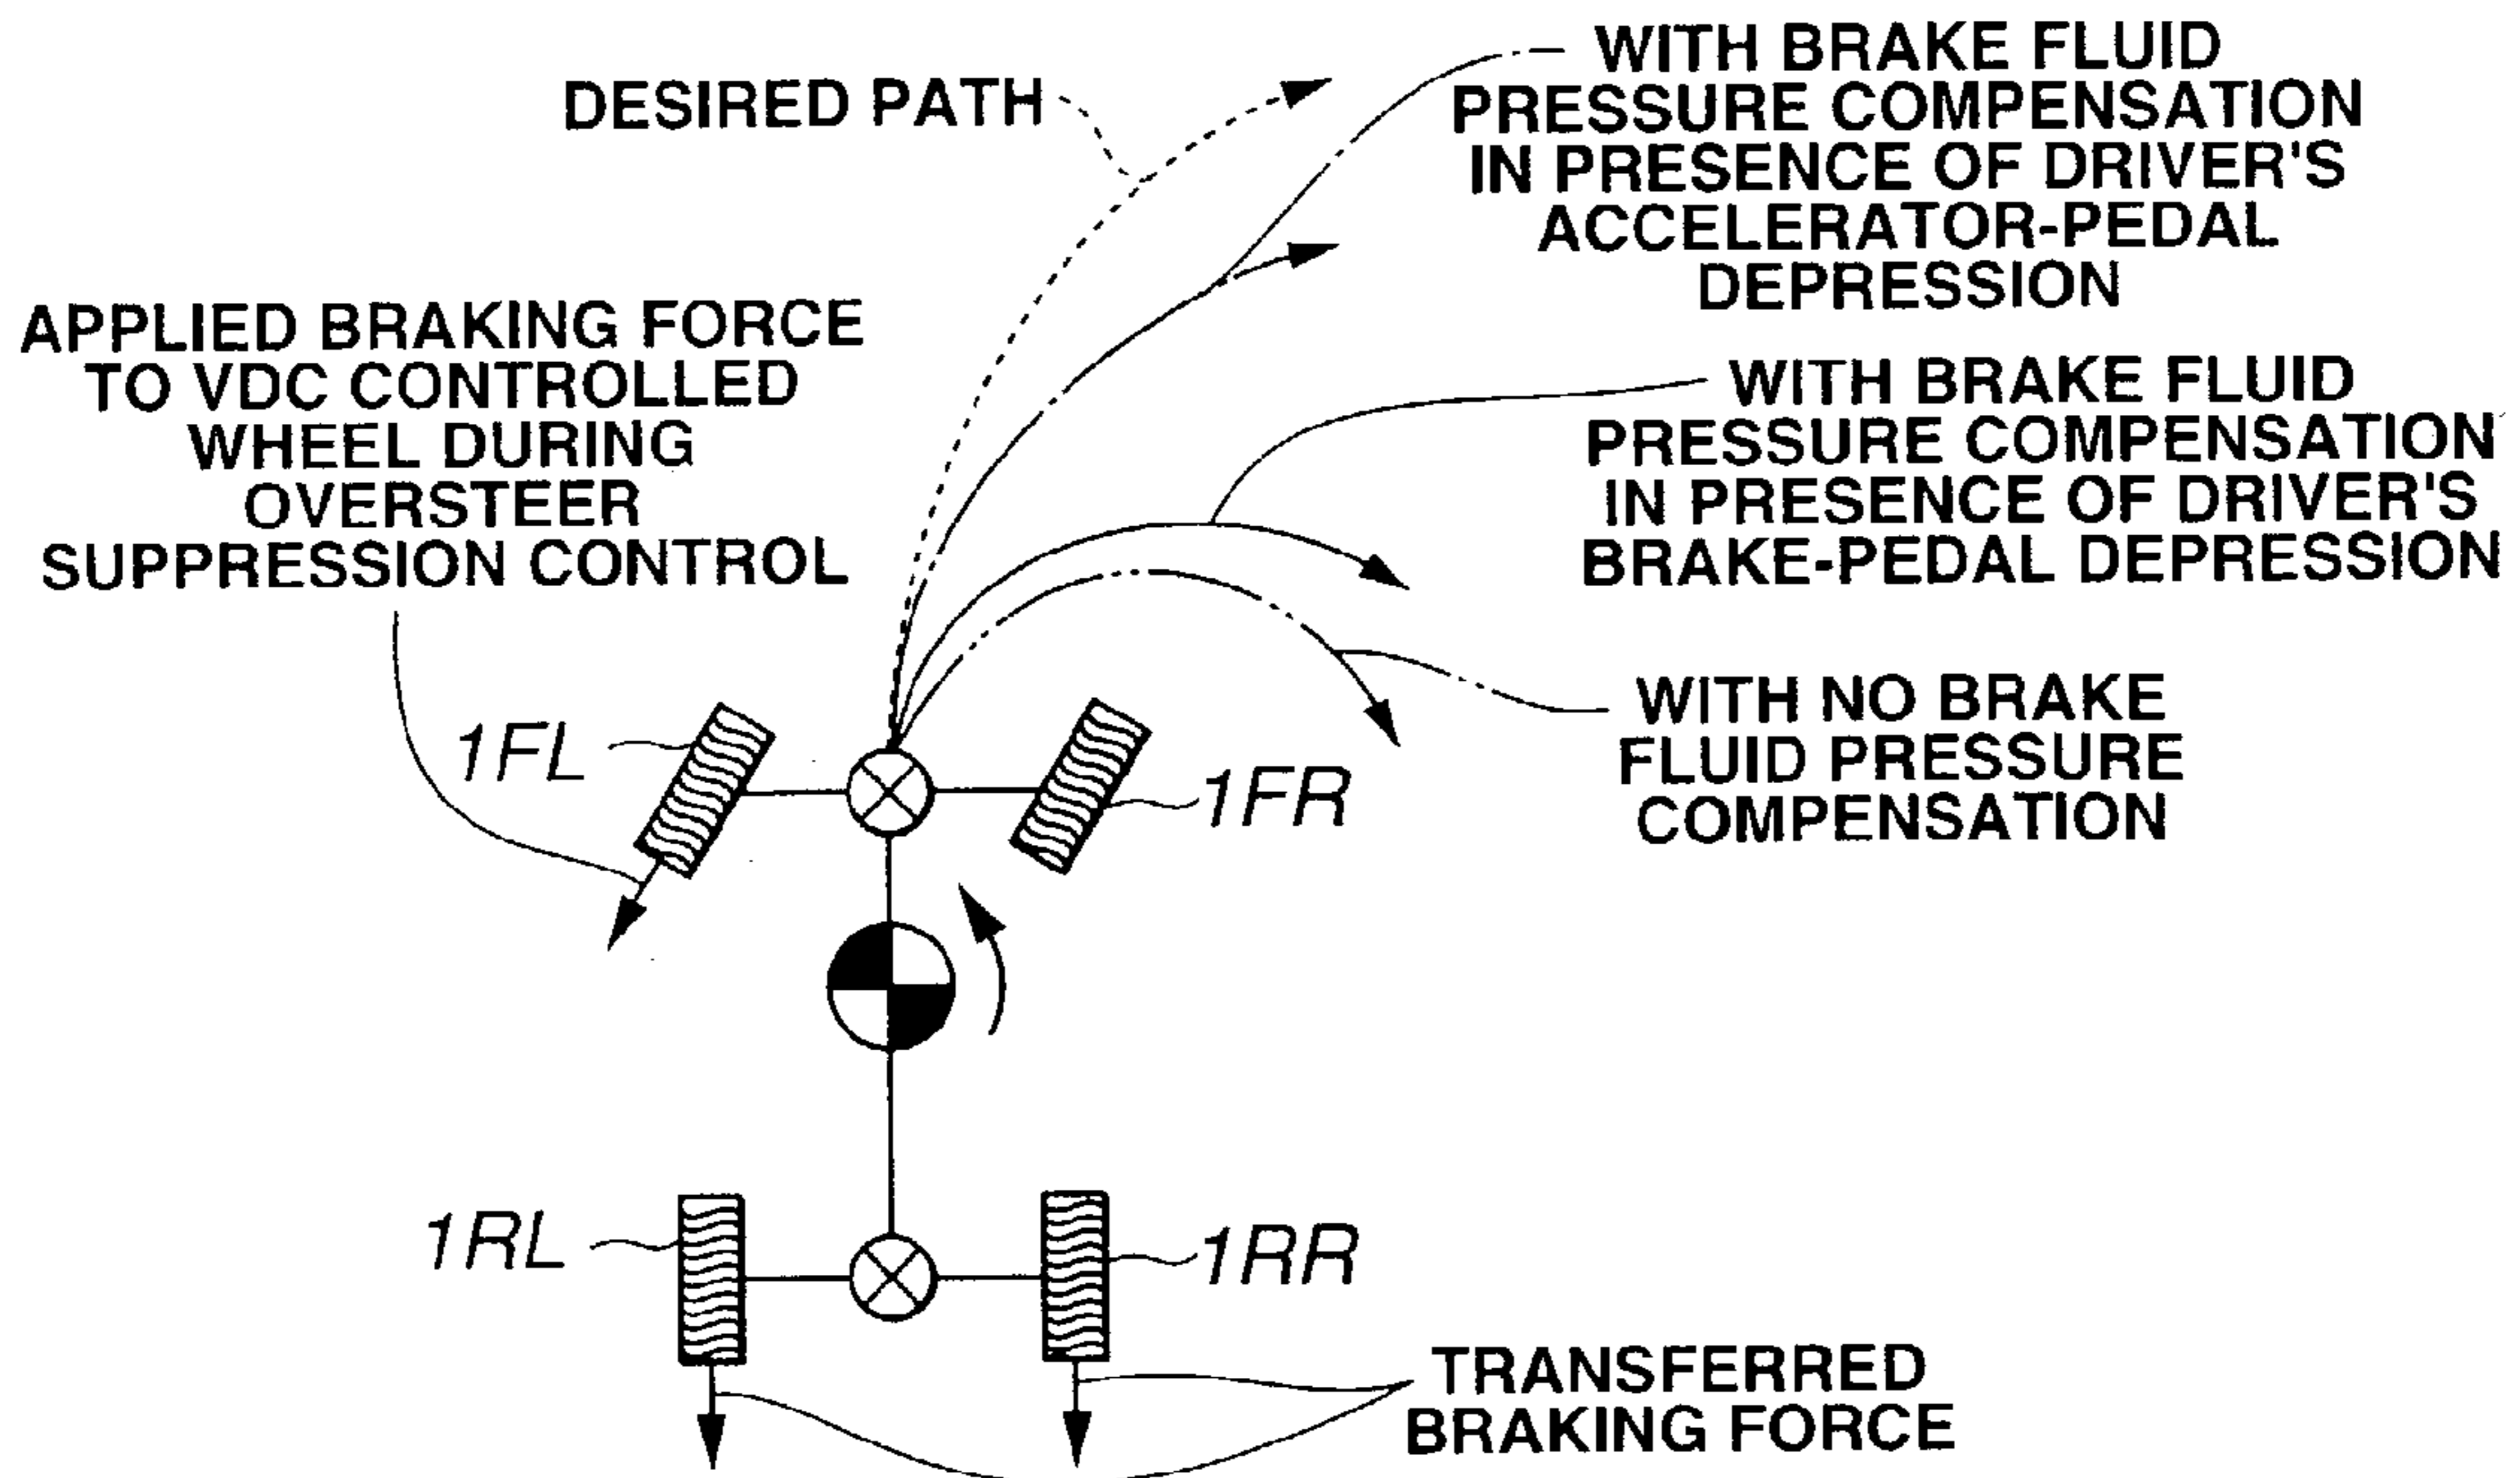 DESIRED PATH
WITH BRAKE FLUID
PRESSURE COMPENSATION
IN PRESENCE OF DRIVER'S
ACCELERATOR-PEDAL
DEPRESSION
APPLIED BRAKING FORCE
TO VDC CONTROLLED
WHEEL DURING
OVERSTEER
SUPPRESSION CONTROL
WITH BRAKE FLUID
PRESSURE COMPENSATION
IN PRESENCE OF DRIVER'S
BRAKE-PEDAL DEPRESSION
WITH NO BRAKE
FLUID PRESSURE
COMPENSATION
1FL
1FR
1RL
1RR
TRANSFERRED
BRAKING FORCE